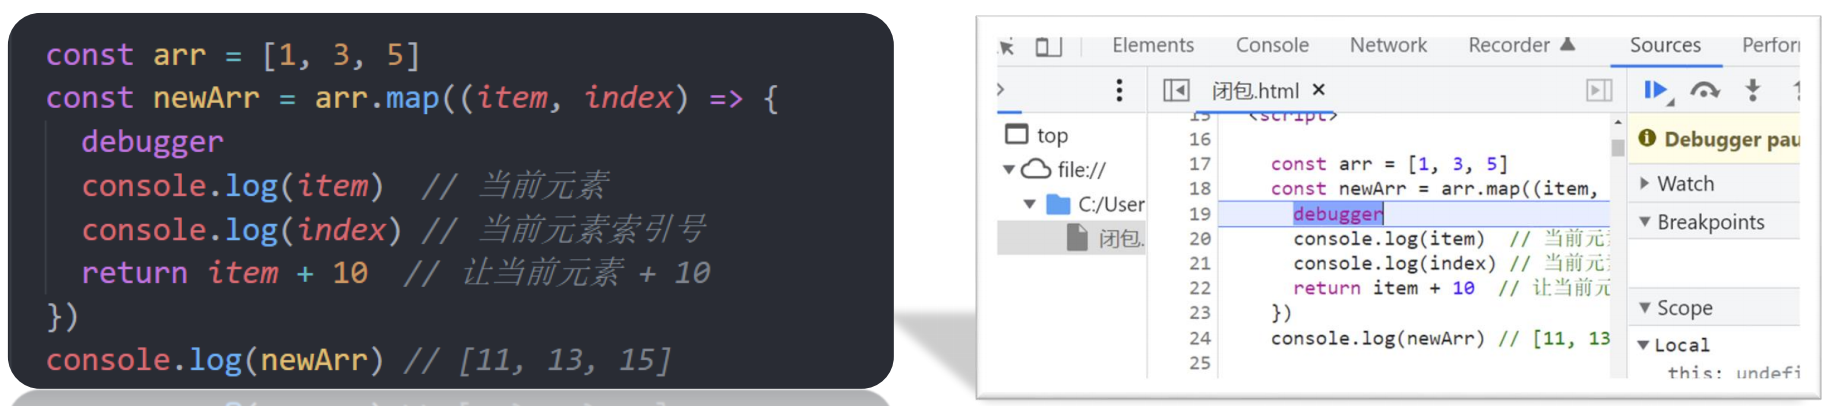 const arr = [1, 3, 5]
const newArr = arr.map((item, index) => {
debugger
console.log(item) // 当前元素
console.log(index) // 当前元素索引号
return item + 10 // 让当前元素 + 10
})
console.log(newArr) // [11, 13, 15]
Elements Console Network Recorder Sources Perfor
闭包.html
top
file://
C:/User
闭包.
15 <script>
16
17 const arr = [1, 3, 5]
18 const newArr = arr.map((item,
19 debugger
20 console.log(item) // 当前元
21 console.log(index) // 当前元
22 return item + 10 // 让当前元
23 })
24 console.log(newArr) // [11, 13
25
Debugger pau
Watch
Breakpoints
Scope
Local
this: undefi